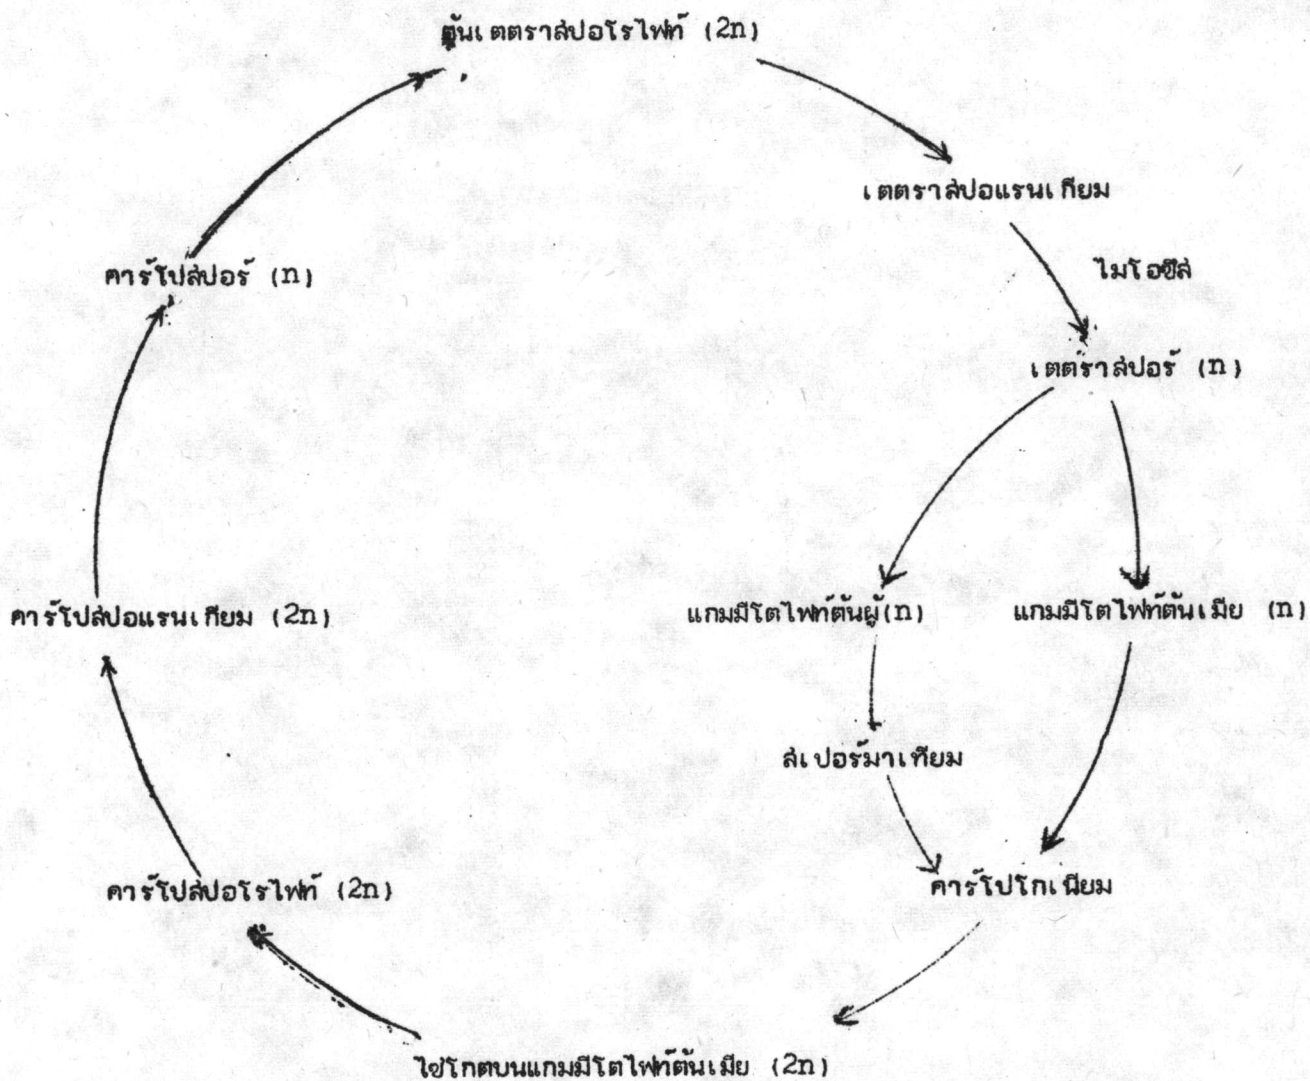 ต้นเตตราสปอโรไฟท์ (2n)
เตตราสปอแรนเกียม
คาร์โปสปอร์ (n)
ไมโอซีส
เตตร้าสปอร์ (n)
คาร์โปสปอแรนเกียม (2n)
แกมมีโตไฟท์ต้นผู้(n)
แกมมีโตไฟท์ต้นเมีย (n)
สเปอร์มาเทียม
คาร์โปสปอโรไฟท์ (2n)
คาร์โปโกเนียม
ไซโกตบนแกมมีโตไฟท์ต้นเมีย (2n)